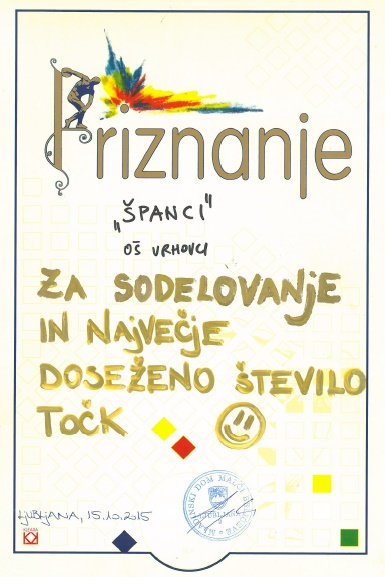 Priznanje
"ŠPANCI"
OŠ VRHOVCI
ZA SODELOVANJE
IN NAJVEČJE
DOSEŽENO ŠTEVILO
TOČK
LJUBLJANA, 15.10.2015